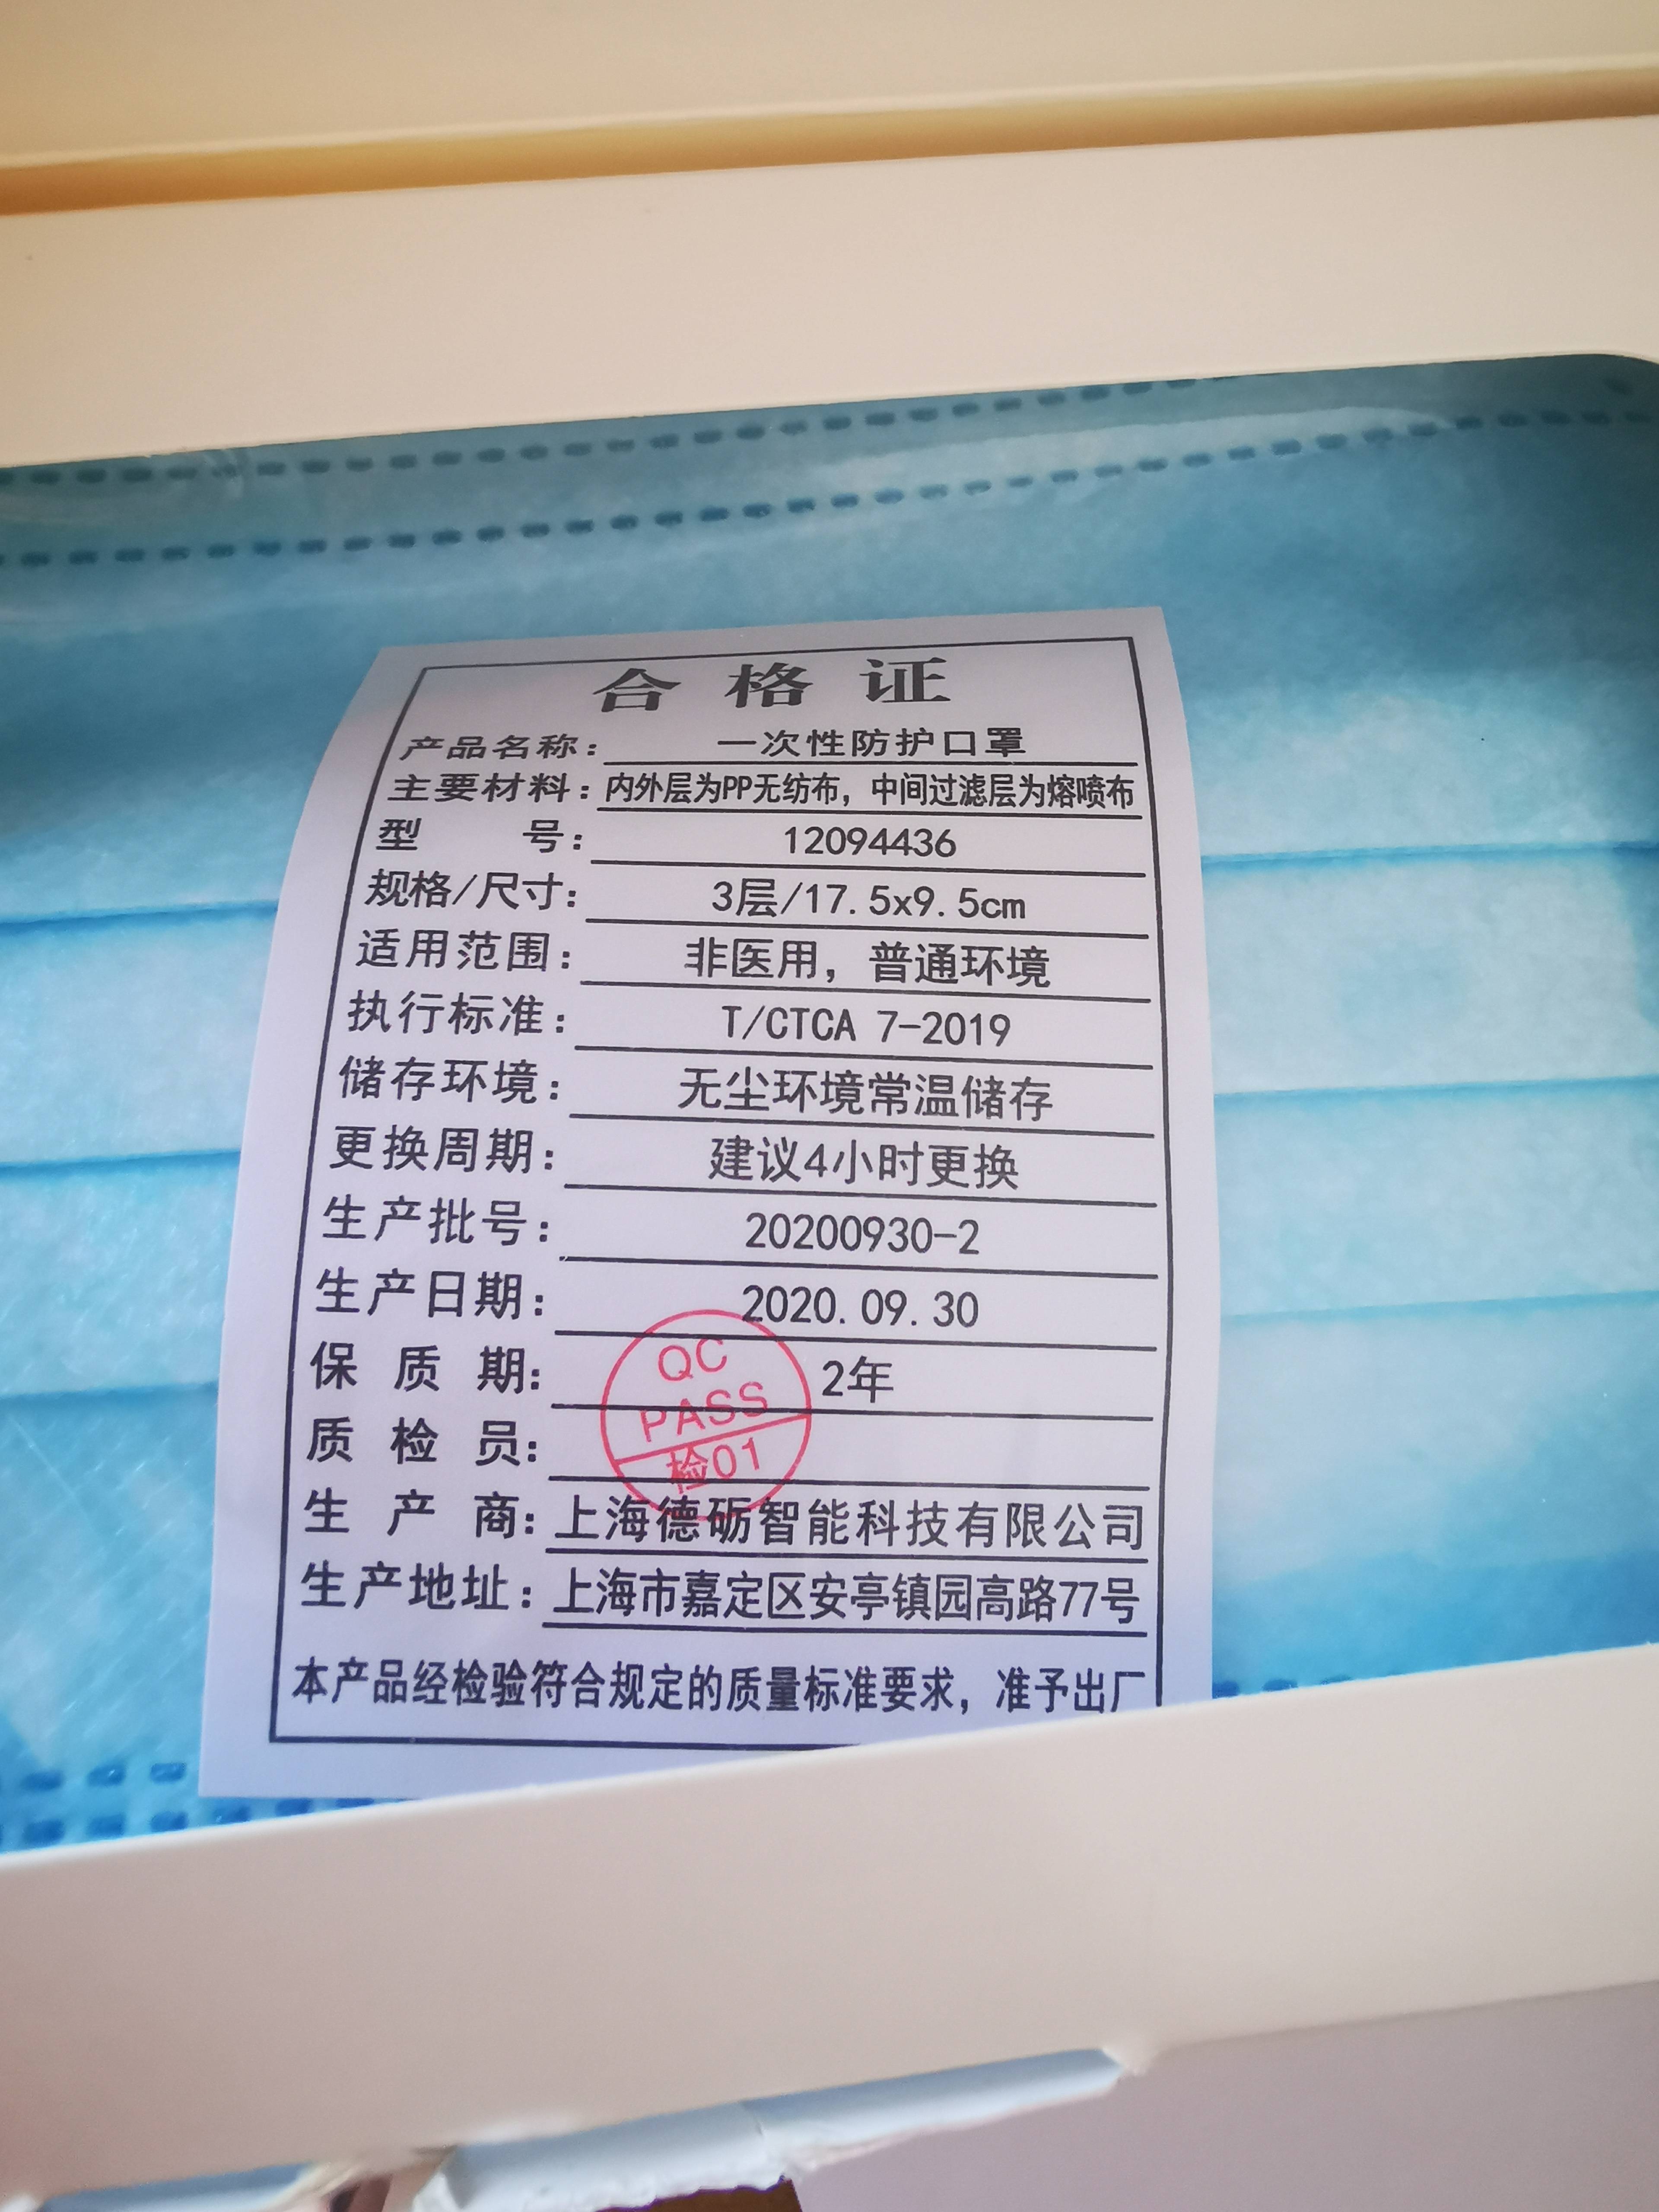 合格证
产品名称：一次性防护口罩
主要材料：内外层为PP无纺布，中间过滤层为熔喷布
型号：12094436
规格/尺寸：3层/17.5x9.5cm
适用范围：非医用，普通环境
执行标准：T/CTCA 7-2019
储存环境：无尘环境常温储存
更换周期：建议4小时更换
生产批号：20200930-2
生产日期：2020.09.30
保质期：2年
质检员：
QC
PASS
检01
生产商：上海德砺智能科技有限公司
生产地址：上海市嘉定区安亭镇园高路77号
本产品经检验符合规定的质量标准要求，准予出厂